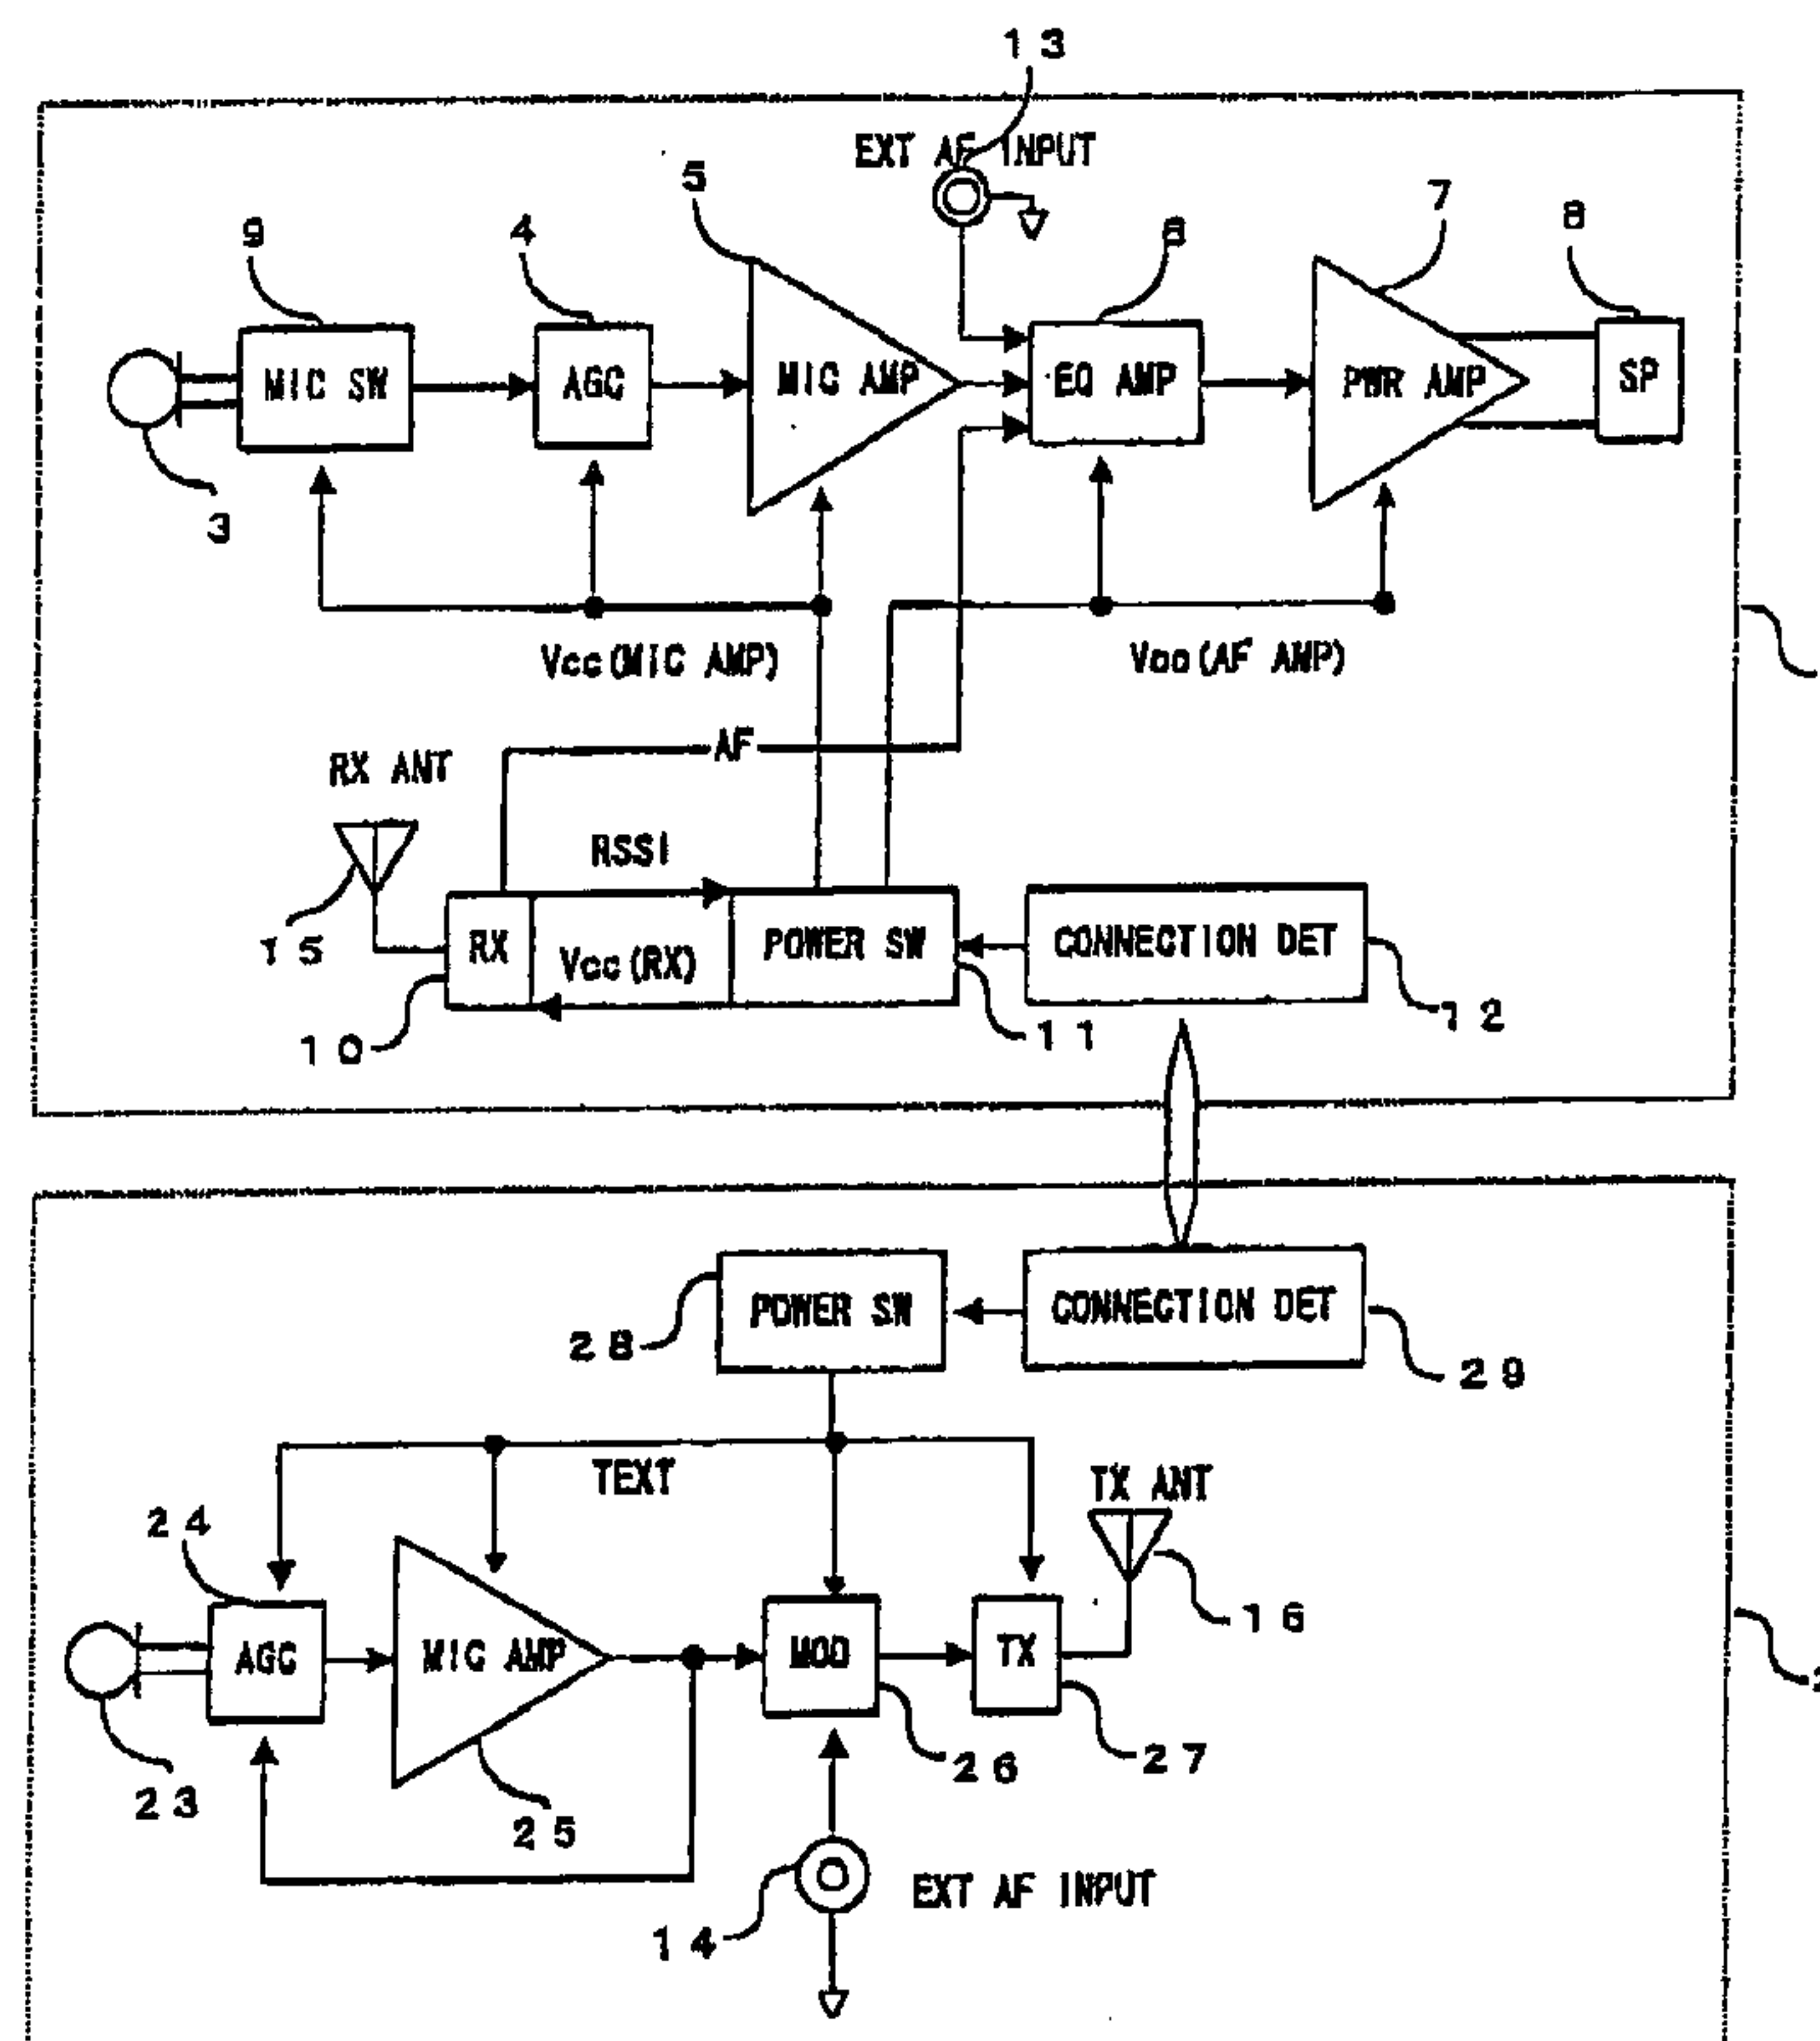 13
EXT AF INPUT
5
7
8
9
4
6
MIC SW
AGC
MIC AMP
EQ AMP
PWR AMP
SP
3
Vcc(MIC AMP)
Vcc(AF AMP)
AF
RX ANT
RSSI
15
RX
Vcc(RX)
POWER SW
CONNECTION DET
10
11
12
POWER SW
CONNECTION DET
28
29
TEXT
TX ANT
24
16
AGC
MIC AMP
MOD
TX
23
25
26
27
14
EXT AF INPUT